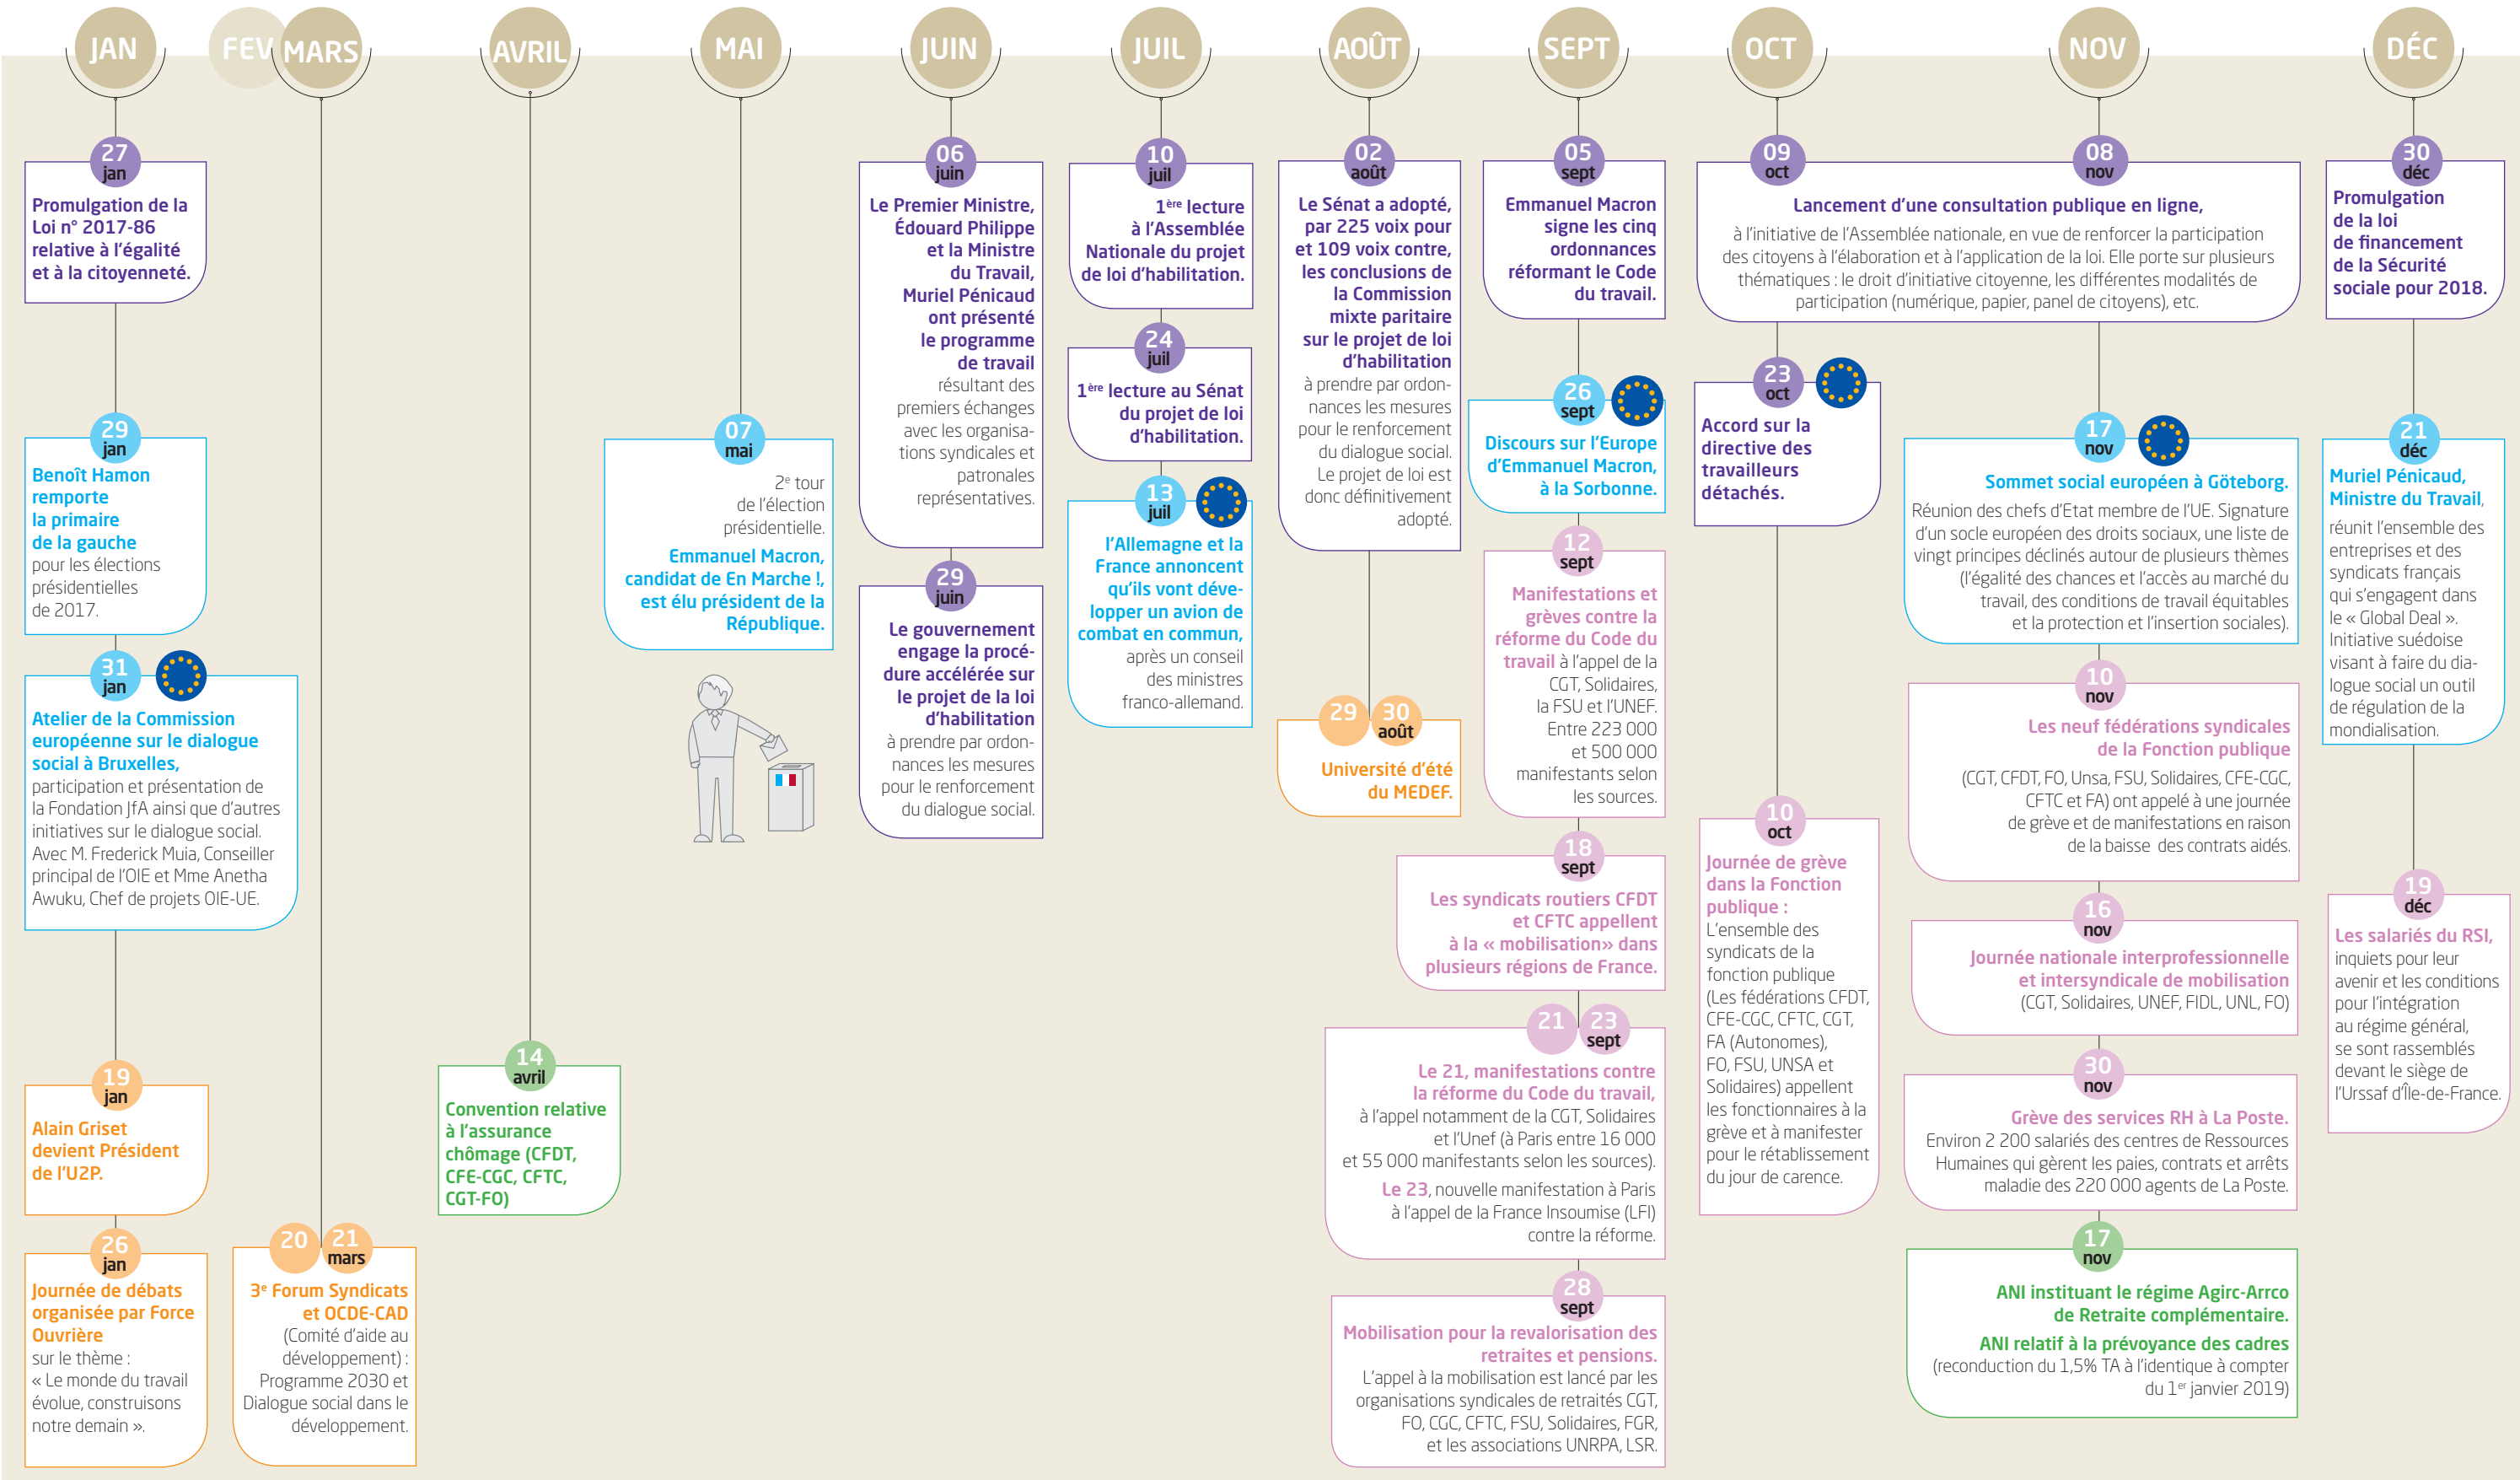 JAN
FEV
MARS
AVRIL
MAI
JUIN
JUIL
AOÛT
SEPT
OCT
NOV
DÉC
27
jan
Promulgation de la
Loi n° 2017-86
relative à l'égalité
et à la citoyenneté.
29
jan
Benoît Hamon
remporte
la primaire
de la gauche
pour les élections
présidentielles
de 2017.
31
jan
Atelier de la Commission
européenne sur le dialogue
social à Bruxelles,
participation et présentation de
la Fondation JfA ainsi que d'autres
initiatives sur le dialogue social.
Avec M. Frederick Muia, Conseiller
principal de l'OIE et Mme Anetha
Awuku, Chef de projets OIE-UE.
19
jan
Alain Griset
devient Président
de l'U2P.
26
jan
Journée de débats
organisée par Force
Ouvrière
sur le thème :
« Le monde du travail
évolue, construisons
notre demain ».
20
21
mars
3e Forum Syndicats
et OCDE-CAD
(Comité d'aide au
développement) :
Programme 2030 et
Dialogue social dans le
développement.
14
avril
Convention relative
à l'assurance
chômage (CFDT,
CFE-CGC, CFTC,
CGT-FO)
07
mai
2e tour
de l'élection
présidentielle.
Emmanuel Macron,
candidat de En Marche !,
est élu président de la
République.
06
juin
Le Premier Ministre,
Édouard Philippe
et la Ministre
du Travail,
Muriel Pénicaud
ont présenté
le programme
de travail
résultant des
premiers échanges
avec les organisa-
tions syndicales et
patronales
représentatives.
29
juin
Le gouvernement
engage la procé-
dure accélérée sur
le projet de la loi
d'habilitation
à prendre par ordon-
nances les mesures
pour le renforcement
du dialogue social.
10
juil
1ère lecture
à l'Assemblée
Nationale du projet
de loi d'habilitation.
24
juil
1ère lecture au Sénat
du projet de loi
d'habilitation.
13
juil
l'Allemagne et la
France annoncent
qu'ils vont déve-
lopper un avion de
combat en commun,
après un conseil
des ministres
franco-allemand.
02
août
Le Sénat a adopté,
par 225 voix pour
et 109 voix contre,
les conclusions de
la Commission
mixte paritaire
sur le projet de loi
d'habilitation
à prendre par ordon-
nances les mesures
pour le renforcement
du dialogue social.
Le projet de loi est
donc définitivement
adopté.
29
30
août
Université d'été
du MEDEF.
05
sept
Emmanuel Macron
signe les cinq
ordonnances
réformant le Code
du travail.
26
sept
Discours sur l'Europe
d'Emmanuel Macron,
à la Sorbonne.
12
sept
Manifestations et
grèves contre la
réforme du Code du
travail à l'appel de la
CGT, Solidaires,
la FSU et l'UNEF.
Entre 223 000
et 500 000
manifestants selon
les sources.
18
sept
Les syndicats routiers CFDT
et CFTC appellent
à la « mobilisation» dans
plusieurs régions de France.
21
23
sept
Le 21, manifestations contre
la réforme du Code du travail,
à l'appel notamment de la CGT, Solidaires
et l'Unef (à Paris entre 16 000
et 55 000 manifestants selon les sources).
Le 23, nouvelle manifestation à Paris
à l'appel de la France Insoumise (LFI)
contre la réforme.
28
sept
Mobilisation pour la revalorisation des
retraites et pensions.
L'appel à la mobilisation est lancé par les
organisations syndicales de retraités CGT,
FO, CGC, CFTC, FSU, Solidaires, FGR,
et les associations UNRPA, LSR.
09
oct
08
nov
Lancement d'une consultation publique en ligne,
à l'initiative de l'Assemblée nationale, en vue de renforcer la participation
des citoyens à l'élaboration et à l'application de la loi. Elle porte sur plusieurs
thématiques : le droit d'initiative citoyenne, les différentes modalités de
participation (numérique, papier, panel de citoyens), etc.
23
oct
Accord sur la
directive des
travailleurs
détachés.
10
oct
Journée de grève
dans la Fonction
publique :
L'ensemble des
syndicats de la
fonction publique
(Les fédérations CFDT,
CFE-CGC, CFTC, CGT,
FA (Autonomes),
FO, FSU, UNSA et
Solidaires) appellent
les fonctionnaires à la
grève et à manifester
pour le rétablissement
du jour de carence.
17
nov
Sommet social européen à Göteborg.
Réunion des chefs d'Etat membre de l'UE. Signature
d'un socle européen des droits sociaux, une liste de
vingt principes déclinés autour de plusieurs thèmes
(l'égalité des chances et l'accès au marché du
travail, des conditions de travail équitables
et la protection et l'insertion sociales).
10
nov
Les neuf fédérations syndicales
de la Fonction publique
(CGT, CFDT, FO, Unsa, FSU, Solidaires, CFE-CGC,
CFTC et FA) ont appelé à une journée
de grève et de manifestations en raison
de la baisse des contrats aidés.
16
nov
Journée nationale interprofessionnelle
et intersyndicale de mobilisation
(CGT, Solidaires, UNEF, FIDL, UNL, FO)
30
nov
Grève des services RH à La Poste.
Environ 2 200 salariés des centres de Ressources
Humaines qui gèrent les paies, contrats et arrêts
maladie des 220 000 agents de La Poste.
17
nov
ANI instituant le régime Agirc-Arrco
de Retraite complémentaire.
ANI relatif à la prévoyance des cadres
(reconduction du 1,5% TA à l'identique à compter
du 1er janvier 2019)
30
déc
Promulgation
de la loi
de financement
de la Sécurité
sociale pour 2018.
21
déc
Muriel Pénicaud,
Ministre du Travail,
réunit l'ensemble des
entreprises et des
syndicats français
qui s'engagent dans
le « Global Deal ».
Initiative suédoise
visant à faire du dia-
logue social un outil
de régulation de la
mondialisation.
19
déc
Les salariés du RSI,
inquiets pour leur
avenir et les conditions
pour l'intégration
au régime général,
se sont rassemblés
devant le siège de
l'Urssaf d'Île-de-France.